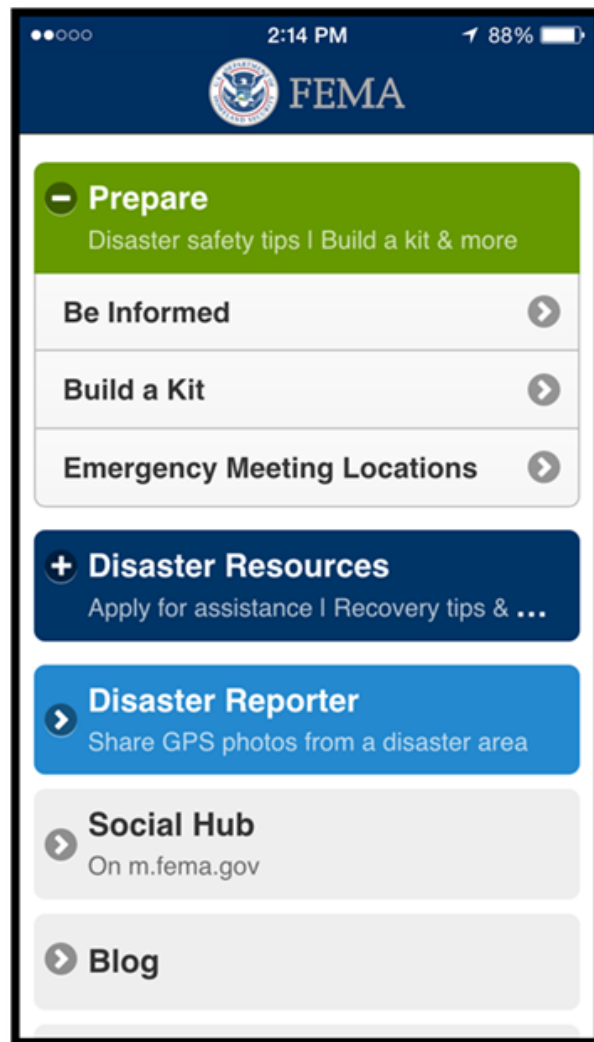 2:14 PM
88%
FEMA
Prepare
Disaster safety tips I Build a kit & more
Be Informed
Build a Kit
Emergency Meeting Locations
Disaster Resources
Apply for assistance I Recovery tips & ...
Disaster Reporter
Share GPS photos from a disaster area
Social Hub
On m.fema.gov
Blog